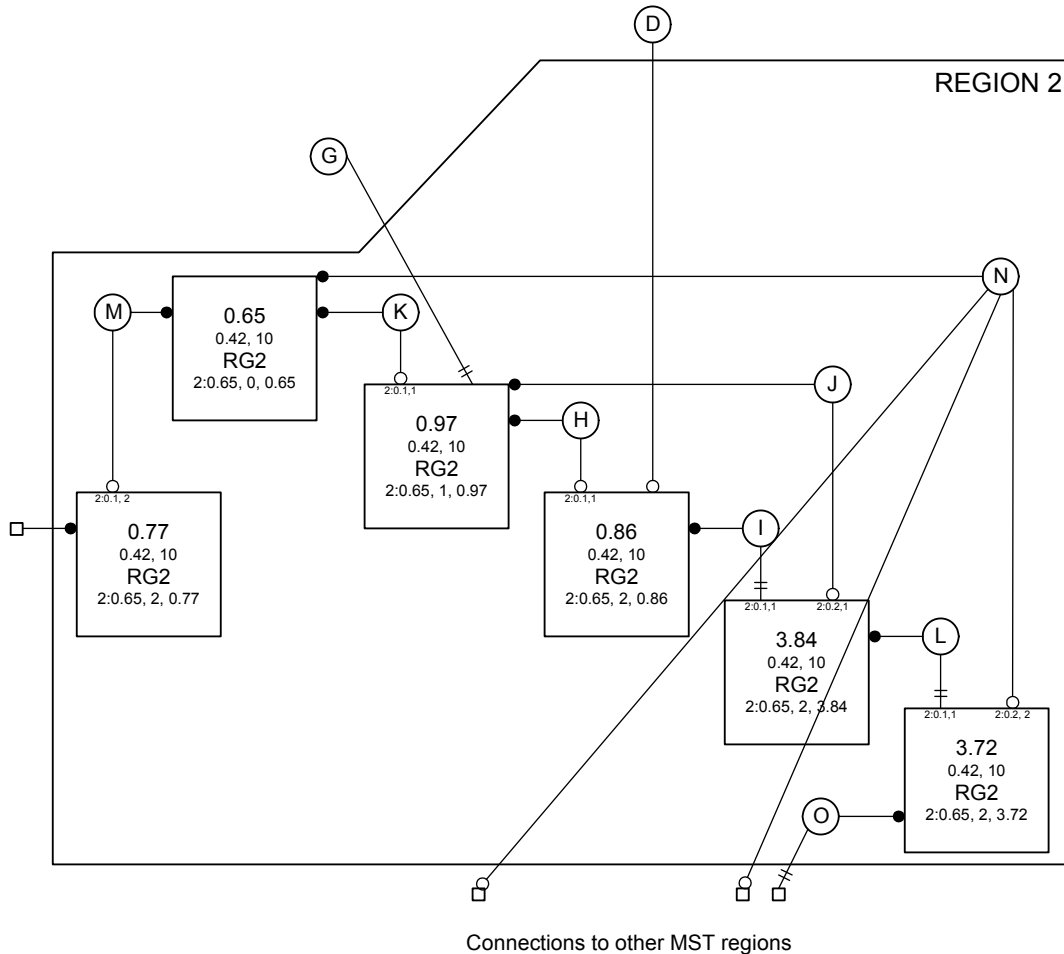 D
REGION 2
G
N
M
0.65
0.42, 10
RG2
2:0.65, 0, 0.65
K
2:0.1,1
0.97
0.42, 10
RG2
2:0.65, 1, 0.97
J
H
2:0.1, 2
0.77
0.42, 10
RG2
2:0.65, 2, 0.77
2:0.1,1
0.86
0.42, 10
RG2
2:0.65, 2, 0.86
I
2:0.1,1
2:0.2,1
3.84
0.42, 10
RG2
2:0.65, 2, 3.84
L
2:0.1,1
2:0.2, 2
3.72
0.42, 10
RG2
2:0.65, 2, 3.72
O
Connections to other MST regions